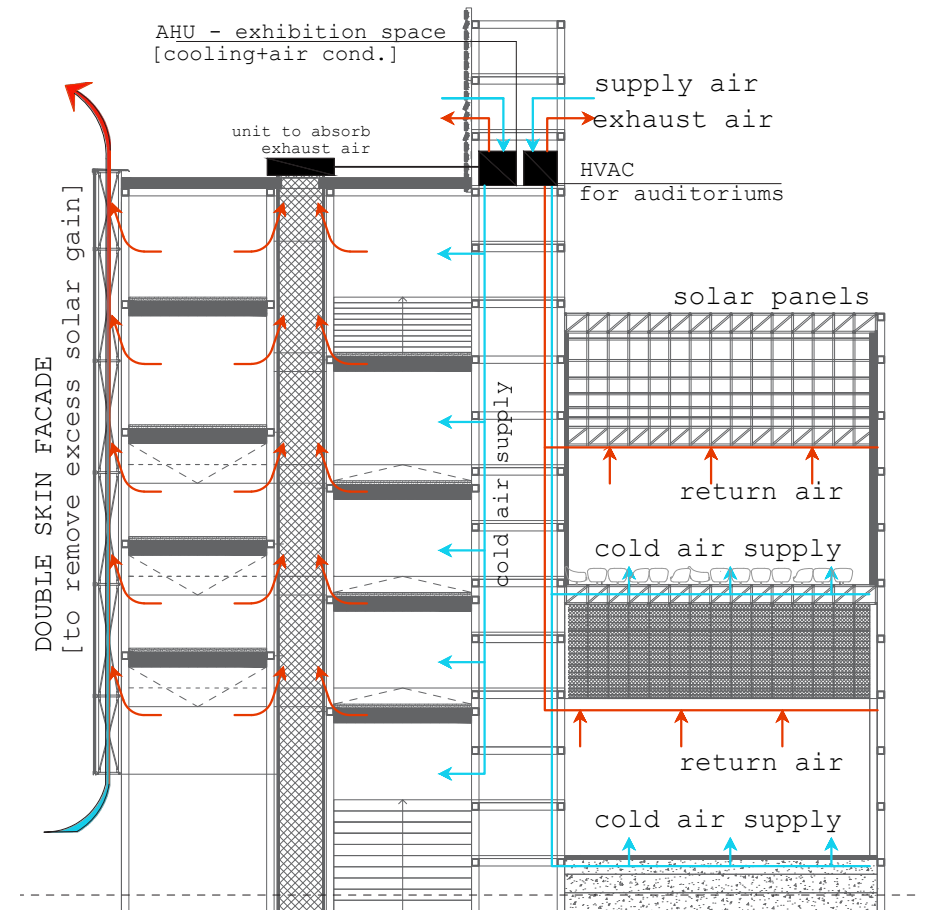 AHU - exhibition space
[cooling+air cond.]
supply air
exhaust air
unit to absorb
exhaust air
HVAC
for auditoriums
solar panels
DOUBLE SKIN FACADE
[to remove excess solar gain]
cold air supply
return air
cold air supply
return air
cold air supply